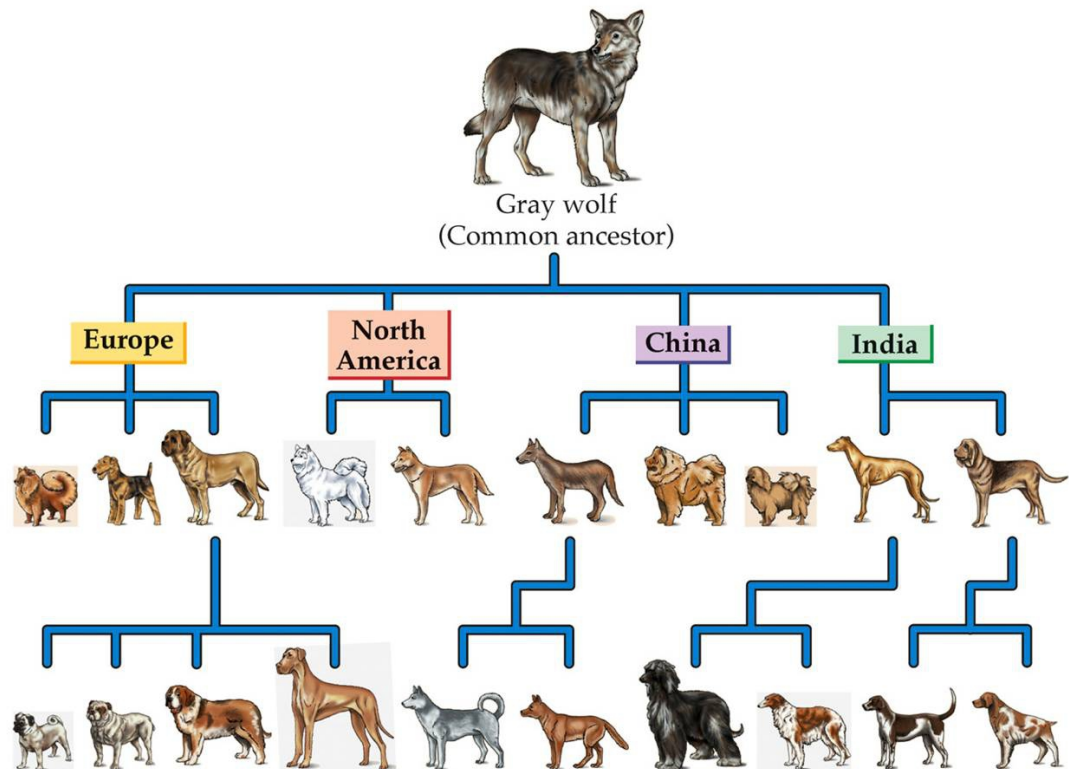 Gray wolf
(Common ancestor)
Europe
North
America
China
India